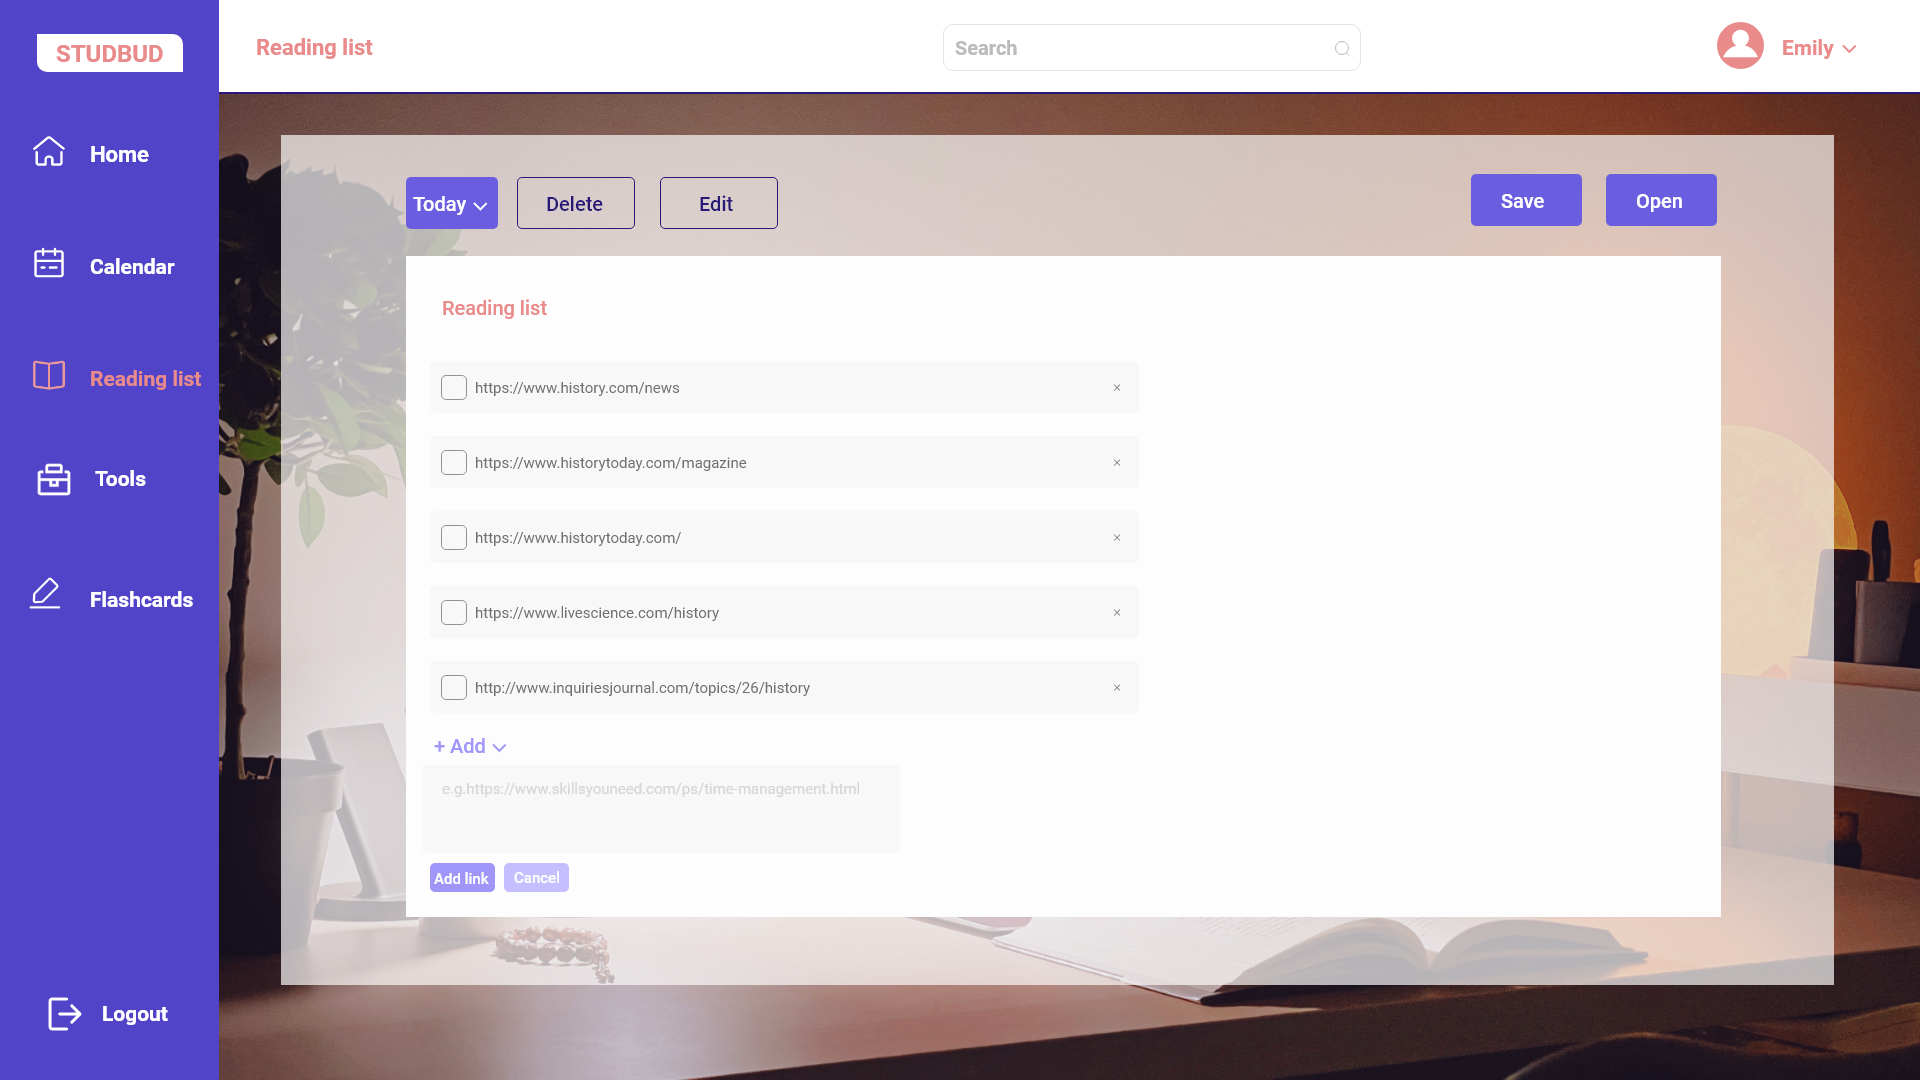 STUDBUD
Home
Calendar
Reading list
Tools
Flashcards
Logout
Reading list
Search
Emily
Today
Delete
Edit
Save
Open
Reading list
https://www.history.com/news ×
https://www.historytoday.com/magazine ×
https://www.historytoday.com/ ×
https://www.livescience.com/history ×
http://www.inquiriesjournal.com/topics/26/history ×
+ Add
e.g.https://www.skillsyouneed.com/ps/time-management.html
Add link
Cancel